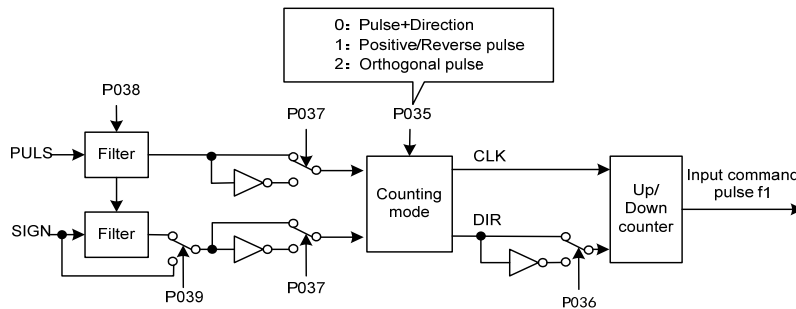 0： Pulse+Direction
1： Positive/Reverse pulse
2： Orthogonal pulse
P038
P037
P035
PULS
Filter
CLK
Counting
mode
Up/
Down
counter
Input command
pulse f1
SIGN
Filter
DIR
P039
P037
P036